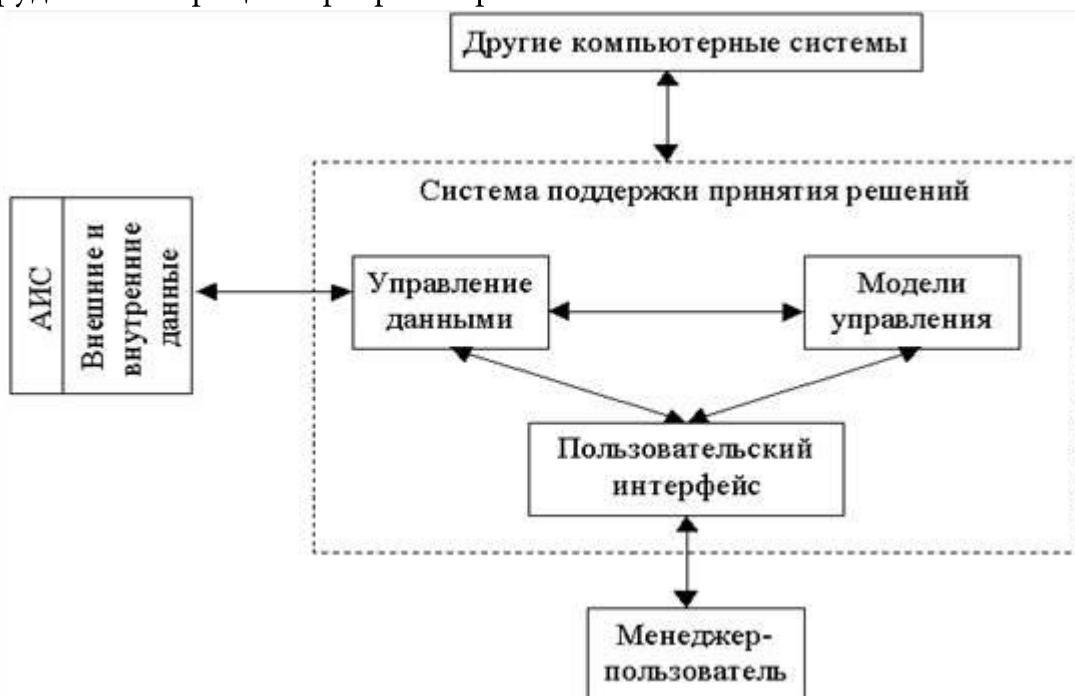 Другие компьютерные системы
Система поддержки принятия решений
АИС
Внешние и
внутренние
данные
Управление
данными
Модели
управления
Пользовательский
интерфейс
Менеджер-
пользователь